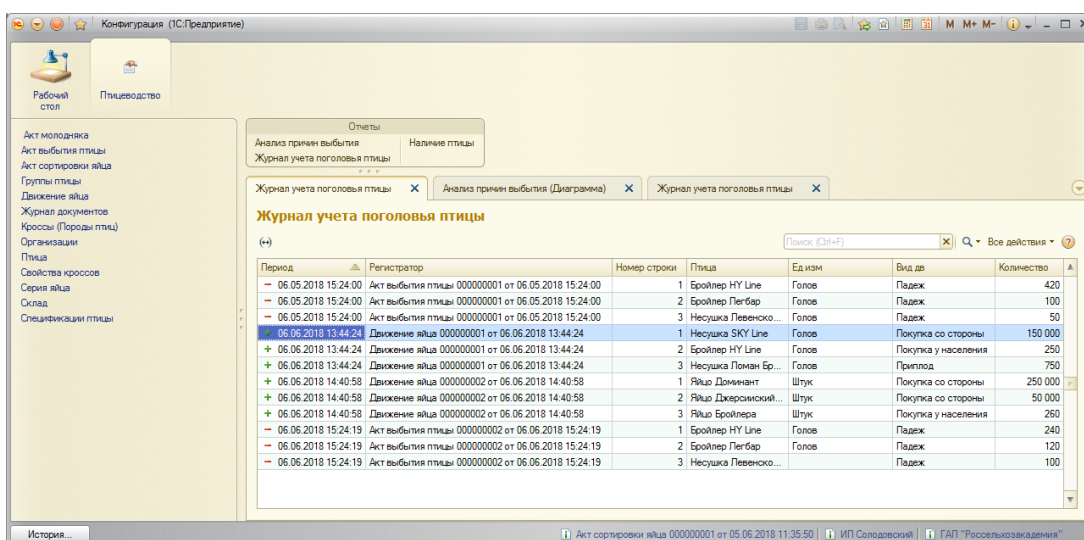 Конфигурация (1С:Предприятие)
M M+ M-
Рабочий стол
Птицеводство
Акт молодняка
Акт выбытия птицы
Акт сортировки яйца
Группы птицы
Движение яйца
Журнал документов
Кроссы (Породы птиц)
Организации
Птица
Свойства кроссов
Серия яйца
Склад
Спецификации птицы
Отчеты
Анализ причин выбытия Наличие птицы
Журнал учета поголовья птицы
Журнал учета поголовья птицы Анализ причин выбытия (Диаграмма) Журнал учета поголовья птицы
Журнал учета поголовья птицы
Поиск (Ctrl+F) Все действия
Период Регистратор Номер строки Птица Ед изм Вид дв Количество
06.05.2018 15:24:00 Акт выбытия птицы 000000001 от 06.05.2018 15:24:00 1 Бройлер HY Line Голов Падеж 420
06.05.2018 15:24:00 Акт выбытия птицы 000000001 от 06.05.2018 15:24:00 2 Бройлер Легбар Голов Падеж 100
06.05.2018 15:24:00 Акт выбытия птицы 000000001 от 06.05.2018 15:24:00 3 Несушка Левенско... Голов Падеж 50
06.06.2018 13:44:24 Движение яйца 000000001 от 06.06.2018 13:44:24 1 Несушка SKY Line Голов Покупка со стороны 150 000
06.06.2018 13:44:24 Движение яйца 000000001 от 06.06.2018 13:44:24 2 Бройлер HY Line Голов Покупка у населения 250
06.06.2018 13:44:24 Движение яйца 000000001 от 06.06.2018 13:44:24 3 Несушка Ломан Бр... Голов Приплод 750
06.06.2018 14:40:58 Движение яйца 000000002 от 06.06.2018 14:40:58 1 Яйцо Доминант Штук Покупка со стороны 250 000
06.06.2018 14:40:58 Движение яйца 000000002 от 06.06.2018 14:40:58 2 Яйцо Джерсииский... Штук Покупка со стороны 50 000
06.06.2018 14:40:58 Движение яйца 000000002 от 06.06.2018 14:40:58 3 Яйцо Бройлера Штук Покупка у населения 260
06.06.2018 15:24:19 Акт выбытия птицы 000000002 от 06.06.2018 15:24:19 1 Бройлер HY Line Голов Падеж 240
06.06.2018 15:24:19 Акт выбытия птицы 000000002 от 06.06.2018 15:24:19 2 Бройлер Легбар Голов Падеж 120
06.06.2018 15:24:19 Акт выбытия птицы 000000002 от 06.06.2018 15:24:19 3 Несушка Левенско... Падеж 100
История... Акт сортировки яйца 000000001 от 05.06.2018 11:35:50 ИП Солодовский ГАП "Россельхозакадемия"